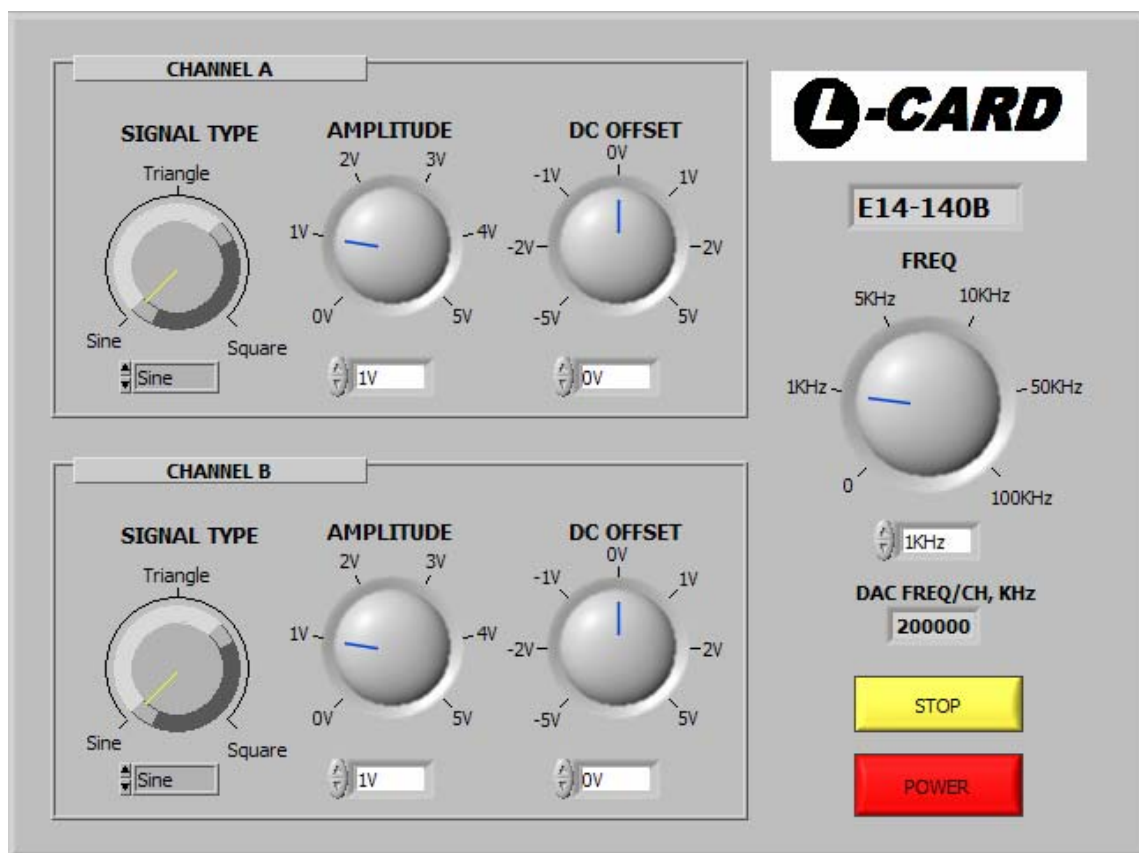 CHANNEL A
SIGNAL TYPE
Triangle
Sine
Square
Sine
AMPLITUDE
2V 3V
1V 4V
0V 5V
1V
DC OFFSET
0V
-1V 1V
-2V 2V
-5V 5V
0V
L-CARD
E14-140B
FREQ
5KHz 10KHz
1KHz 50KHz
0 100KHz
1KHz
DAC FREQ/CH, KHz
200000
STOP
POWER
CHANNEL B
SIGNAL TYPE
Triangle
Sine
Square
Sine
AMPLITUDE
2V 3V
1V 4V
0V 5V
1V
DC OFFSET
0V
-1V 1V
-2V 2V
-5V 5V
0V